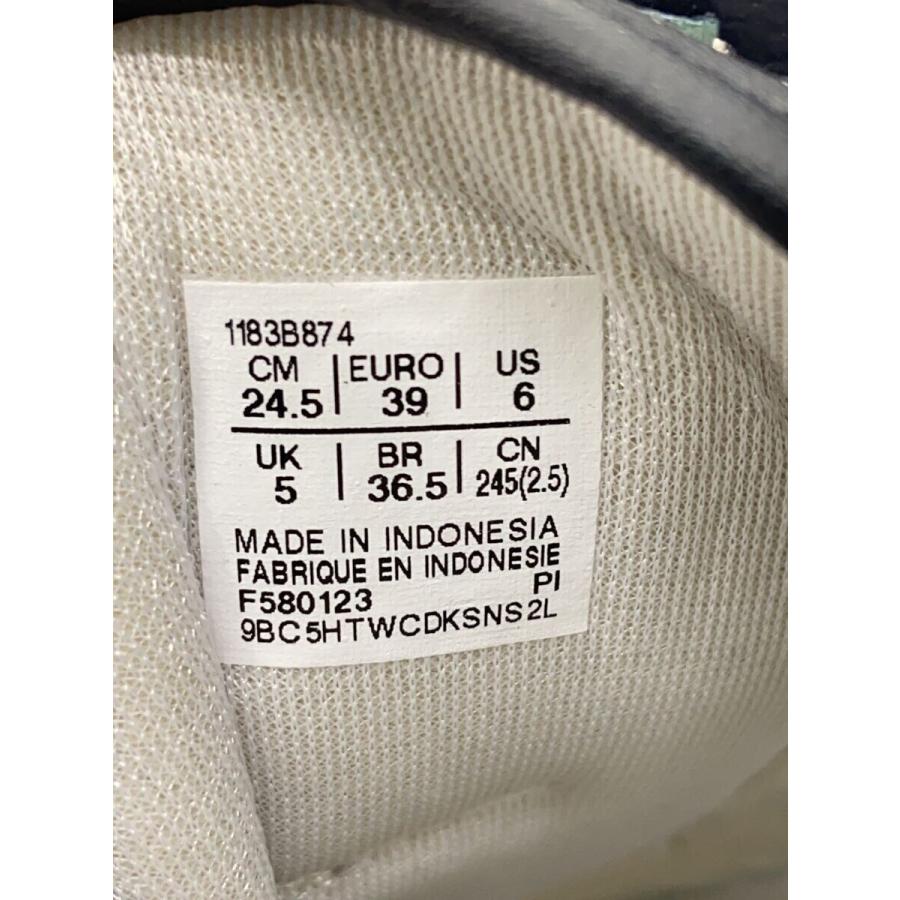 1183B874
CM | EURO | US
24.5 | 39 | 6
UK | BR | CN
5 | 36.5 | 245(2.5)
MADE IN INDONESIA
FABRIQUE EN INDONESIE
F580123 PI
9BC5HTWCDKSNS2L